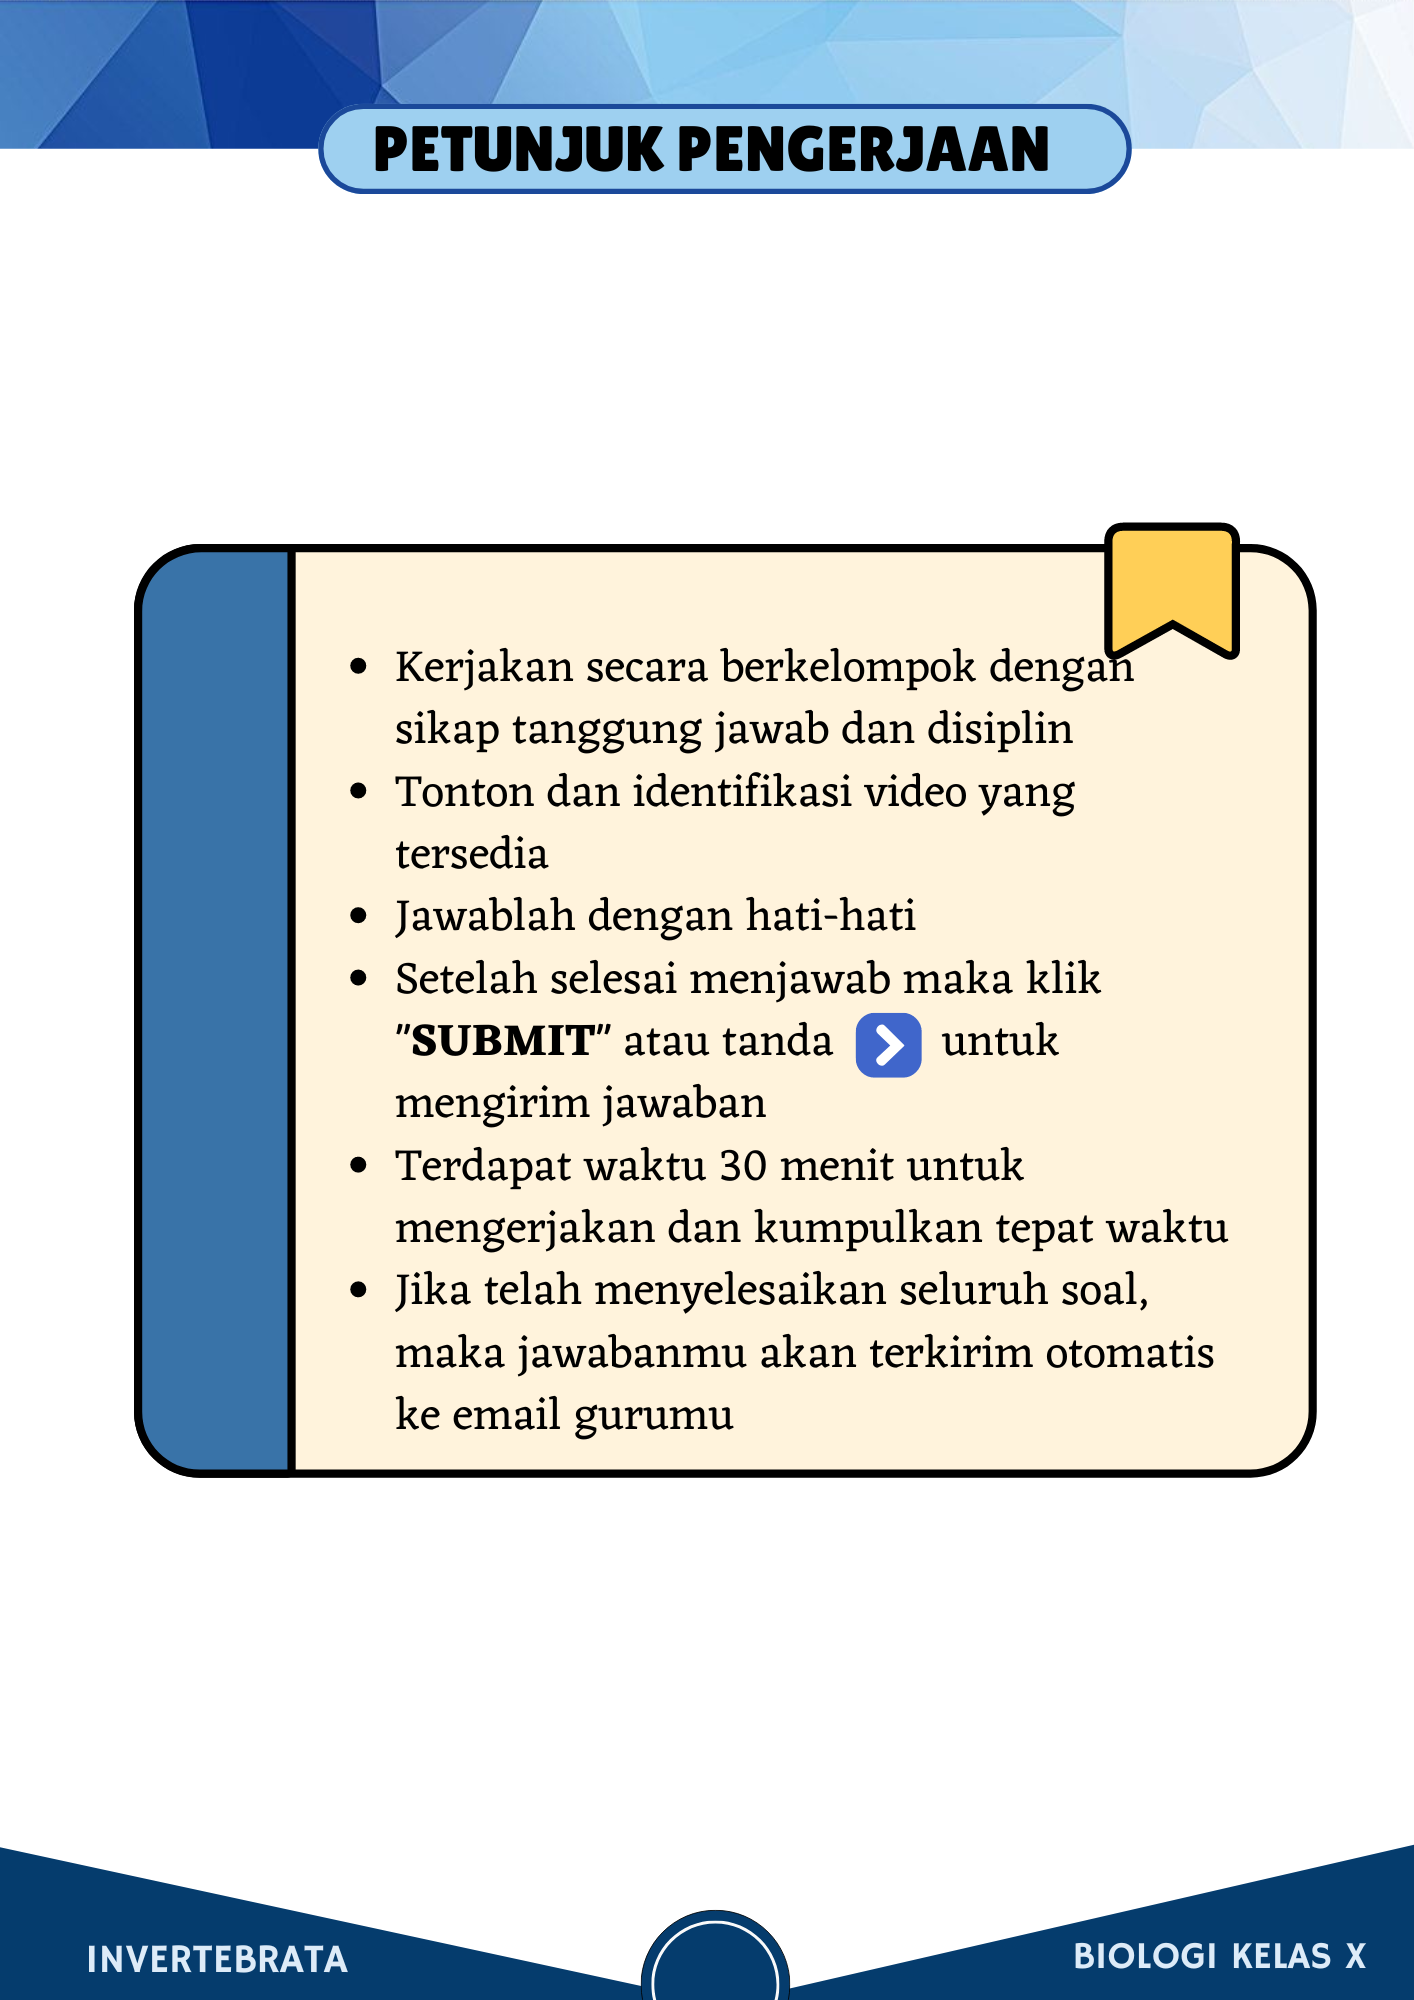 PETUNJUK PENGERJAAN
• Kerjakan secara berkelompok dengan
sikap tanggung jawab dan disiplin
• Tonton dan identifikasi video yang
tersedia
• Jawablah dengan hati-hati
• Setelah selesai menjawab maka klik
"SUBMIT" atau tanda untuk
mengirim jawaban
• Terdapat waktu 30 menit untuk
mengerjakan dan kumpulkan tepat waktu
• Jika telah menyelesaikan seluruh soal,
maka jawabanmu akan terkirim otomatis
ke email gurumu
INVERTEBRATA
BIOLOGI KELAS X